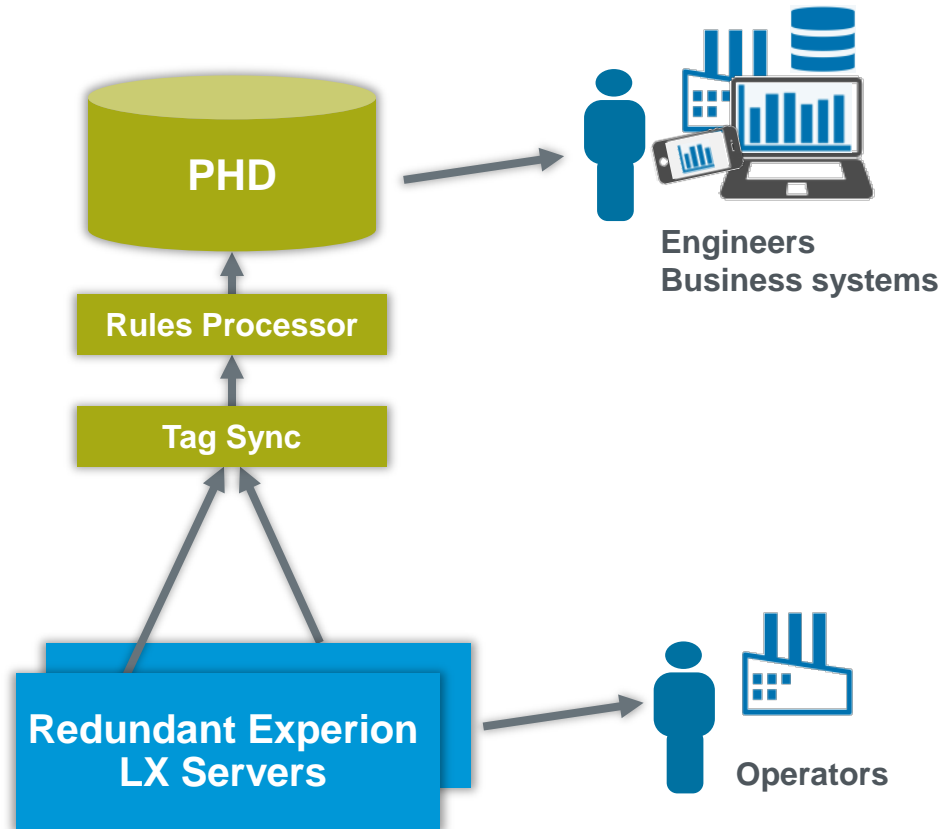 PHD
Engineers
Business systems
Rules Processor
Tag Sync
Redundant Experion
LX Servers
Operators